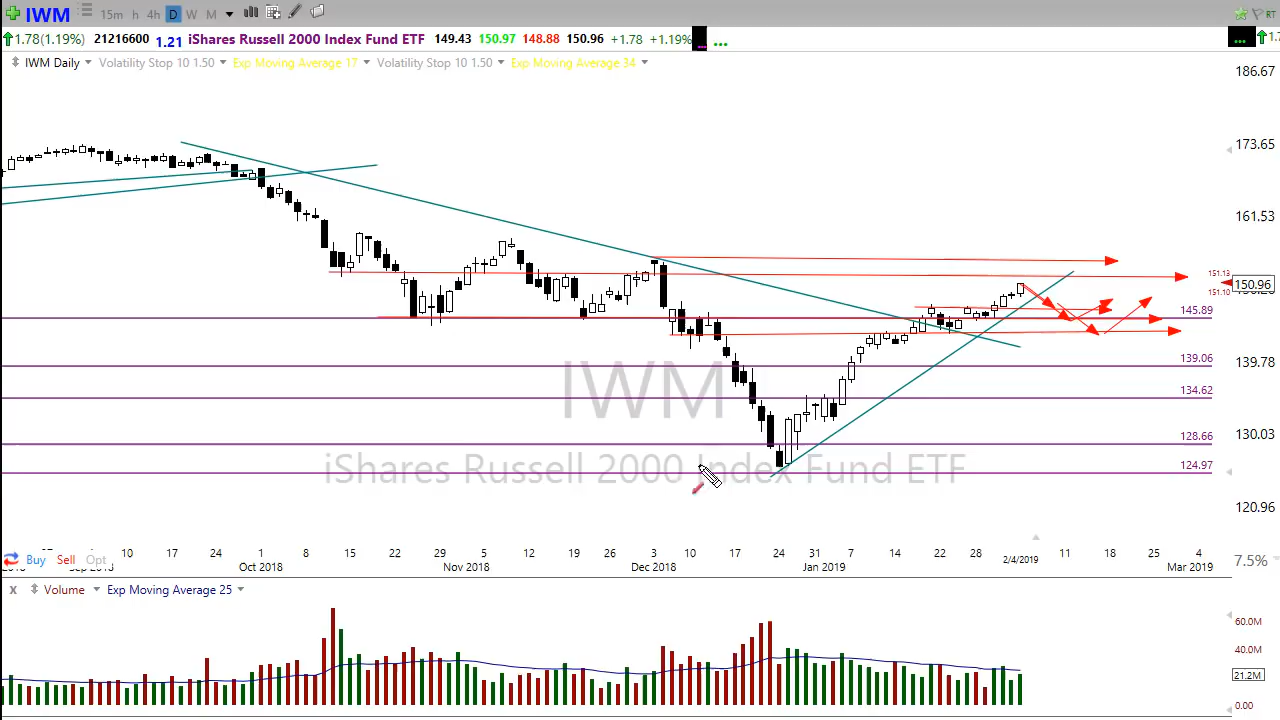 IWM 15m h 4h D W M RT
1.78(1.19%) 21216600 1.21 iShares Russell 2000 Index Fund ETF 149.43 150.97 148.88 150.96 +1.78 +1.19% ... ... ... 1.7
IWM Daily Volatility Stop 10 1.50 Exp Moving Average 17 Volatility Stop 10 1.50 Exp Moving Average 34
186.67
173.65
161.53
151.13
150.96
151.10
145.89
139.06
139.78
134.62
128.66
130.03
124.97
120.96
IWM
iShares Russell 2000 Index Fund ETF
10 17 24 1 8 15 22 29 5 12 19 26 3 10 17 24 31 7 14 22 28 2/4/2019 11 18 25 4
Oct 2018 Nov 2018 Dec 2018 Jan 2019 Mar 2019
Buy Sell Opt 7.5%
X Volume Exp Moving Average 25
60.0M
40.0M
21.2M
0.00